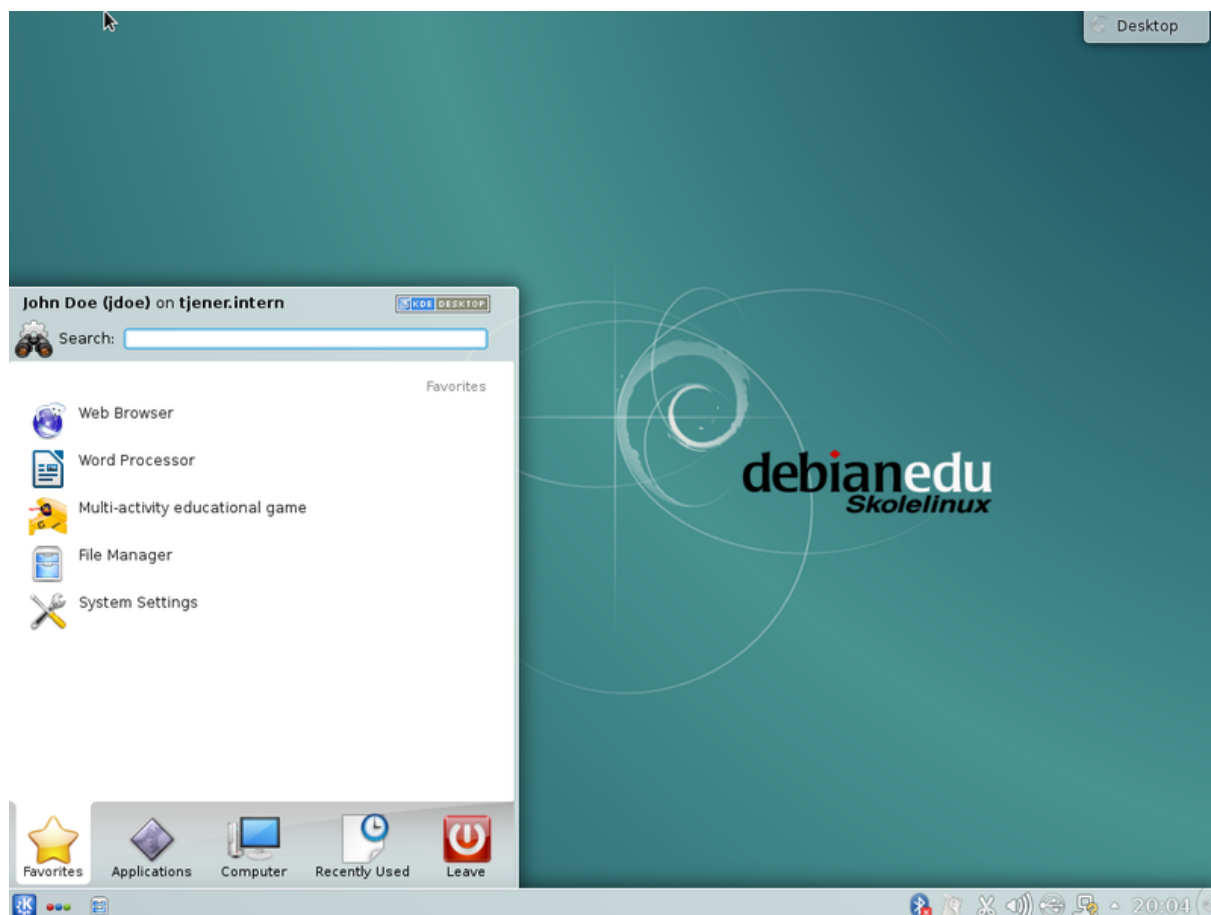 Desktop
John Doe (jdoe) on tjener.intern
KDE DESKTOP
Search:
Favorites
Web Browser
Word Processor
Multi-activity educational game
File Manager
System Settings
debianedu
Skolelinux
Favorites
Applications
Computer
Recently Used
Leave
20:04